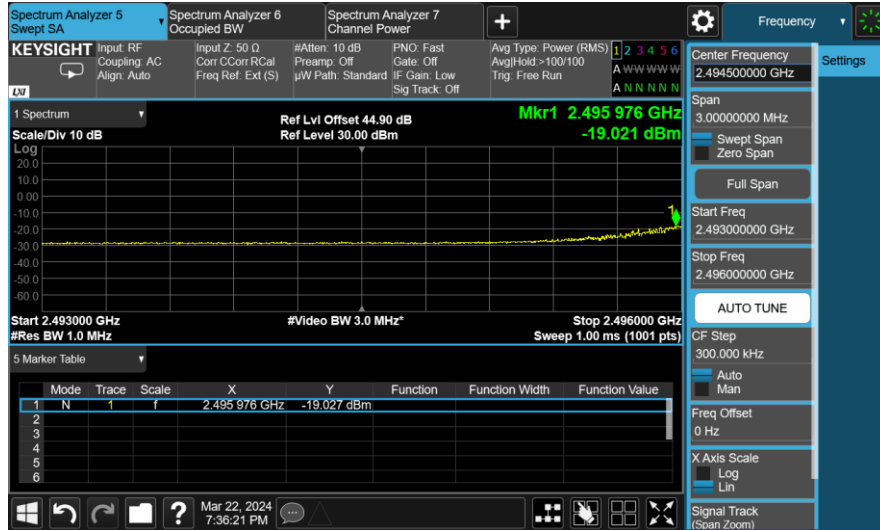 Spectrum Analyzer 5
Swept SA
Spectrum Analyzer 6
Occupied BW
Spectrum Analyzer 7
Channel Power
Frequency
KEYSIGHT
LXI
Input: RF
Coupling: AC
Align: Auto
Input Z: 50 Ω
Corr CCorr RCal
Freq Ref: Ext (S)
#Atten: 10 dB
Preamp: Off
µW Path: Standard
PNO: Fast
Gate: Off
IF Gain: Low
Sig Track: Off
Avg Type: Power (RMS)
Avg|Hold:>100/100
Trig: Free Run
1 2 3 4 5 6
A W W W W W
A N N N N N
1 Spectrum
Scale/Div 10 dB
Ref Lvl Offset 44.90 dB
Ref Level 30.00 dBm
Mkr1 2.495 976 GHz
-19.021 dBm
Log
20.0
10.0
0.00
-10.0
-20.0
-30.0
-40.0
-50.0
-60.0
1
Start 2.493000 GHz
#Res BW 1.0 MHz
#Video BW 3.0 MHz*
Stop 2.496000 GHz
Sweep 1.00 ms (1001 pts)
5 Marker Table
Mode Trace Scale X Y Function Function Width Function Value
1 N 1 f 2.495 976 GHz -19.027 dBm
2
3
4
5
6
?
Mar 22, 2024
7:36:21 PM
Center Frequency
2.494500000 GHz
Span
3.00000000 MHz
Swept Span
Zero Span
Full Span
Start Freq
2.493000000 GHz
Stop Freq
2.496000000 GHz
AUTO TUNE
CF Step
300.000 kHz
Auto
Man
Freq Offset
0 Hz
X Axis Scale
Log
Lin
Signal Track
(Span Zoom)
Settings